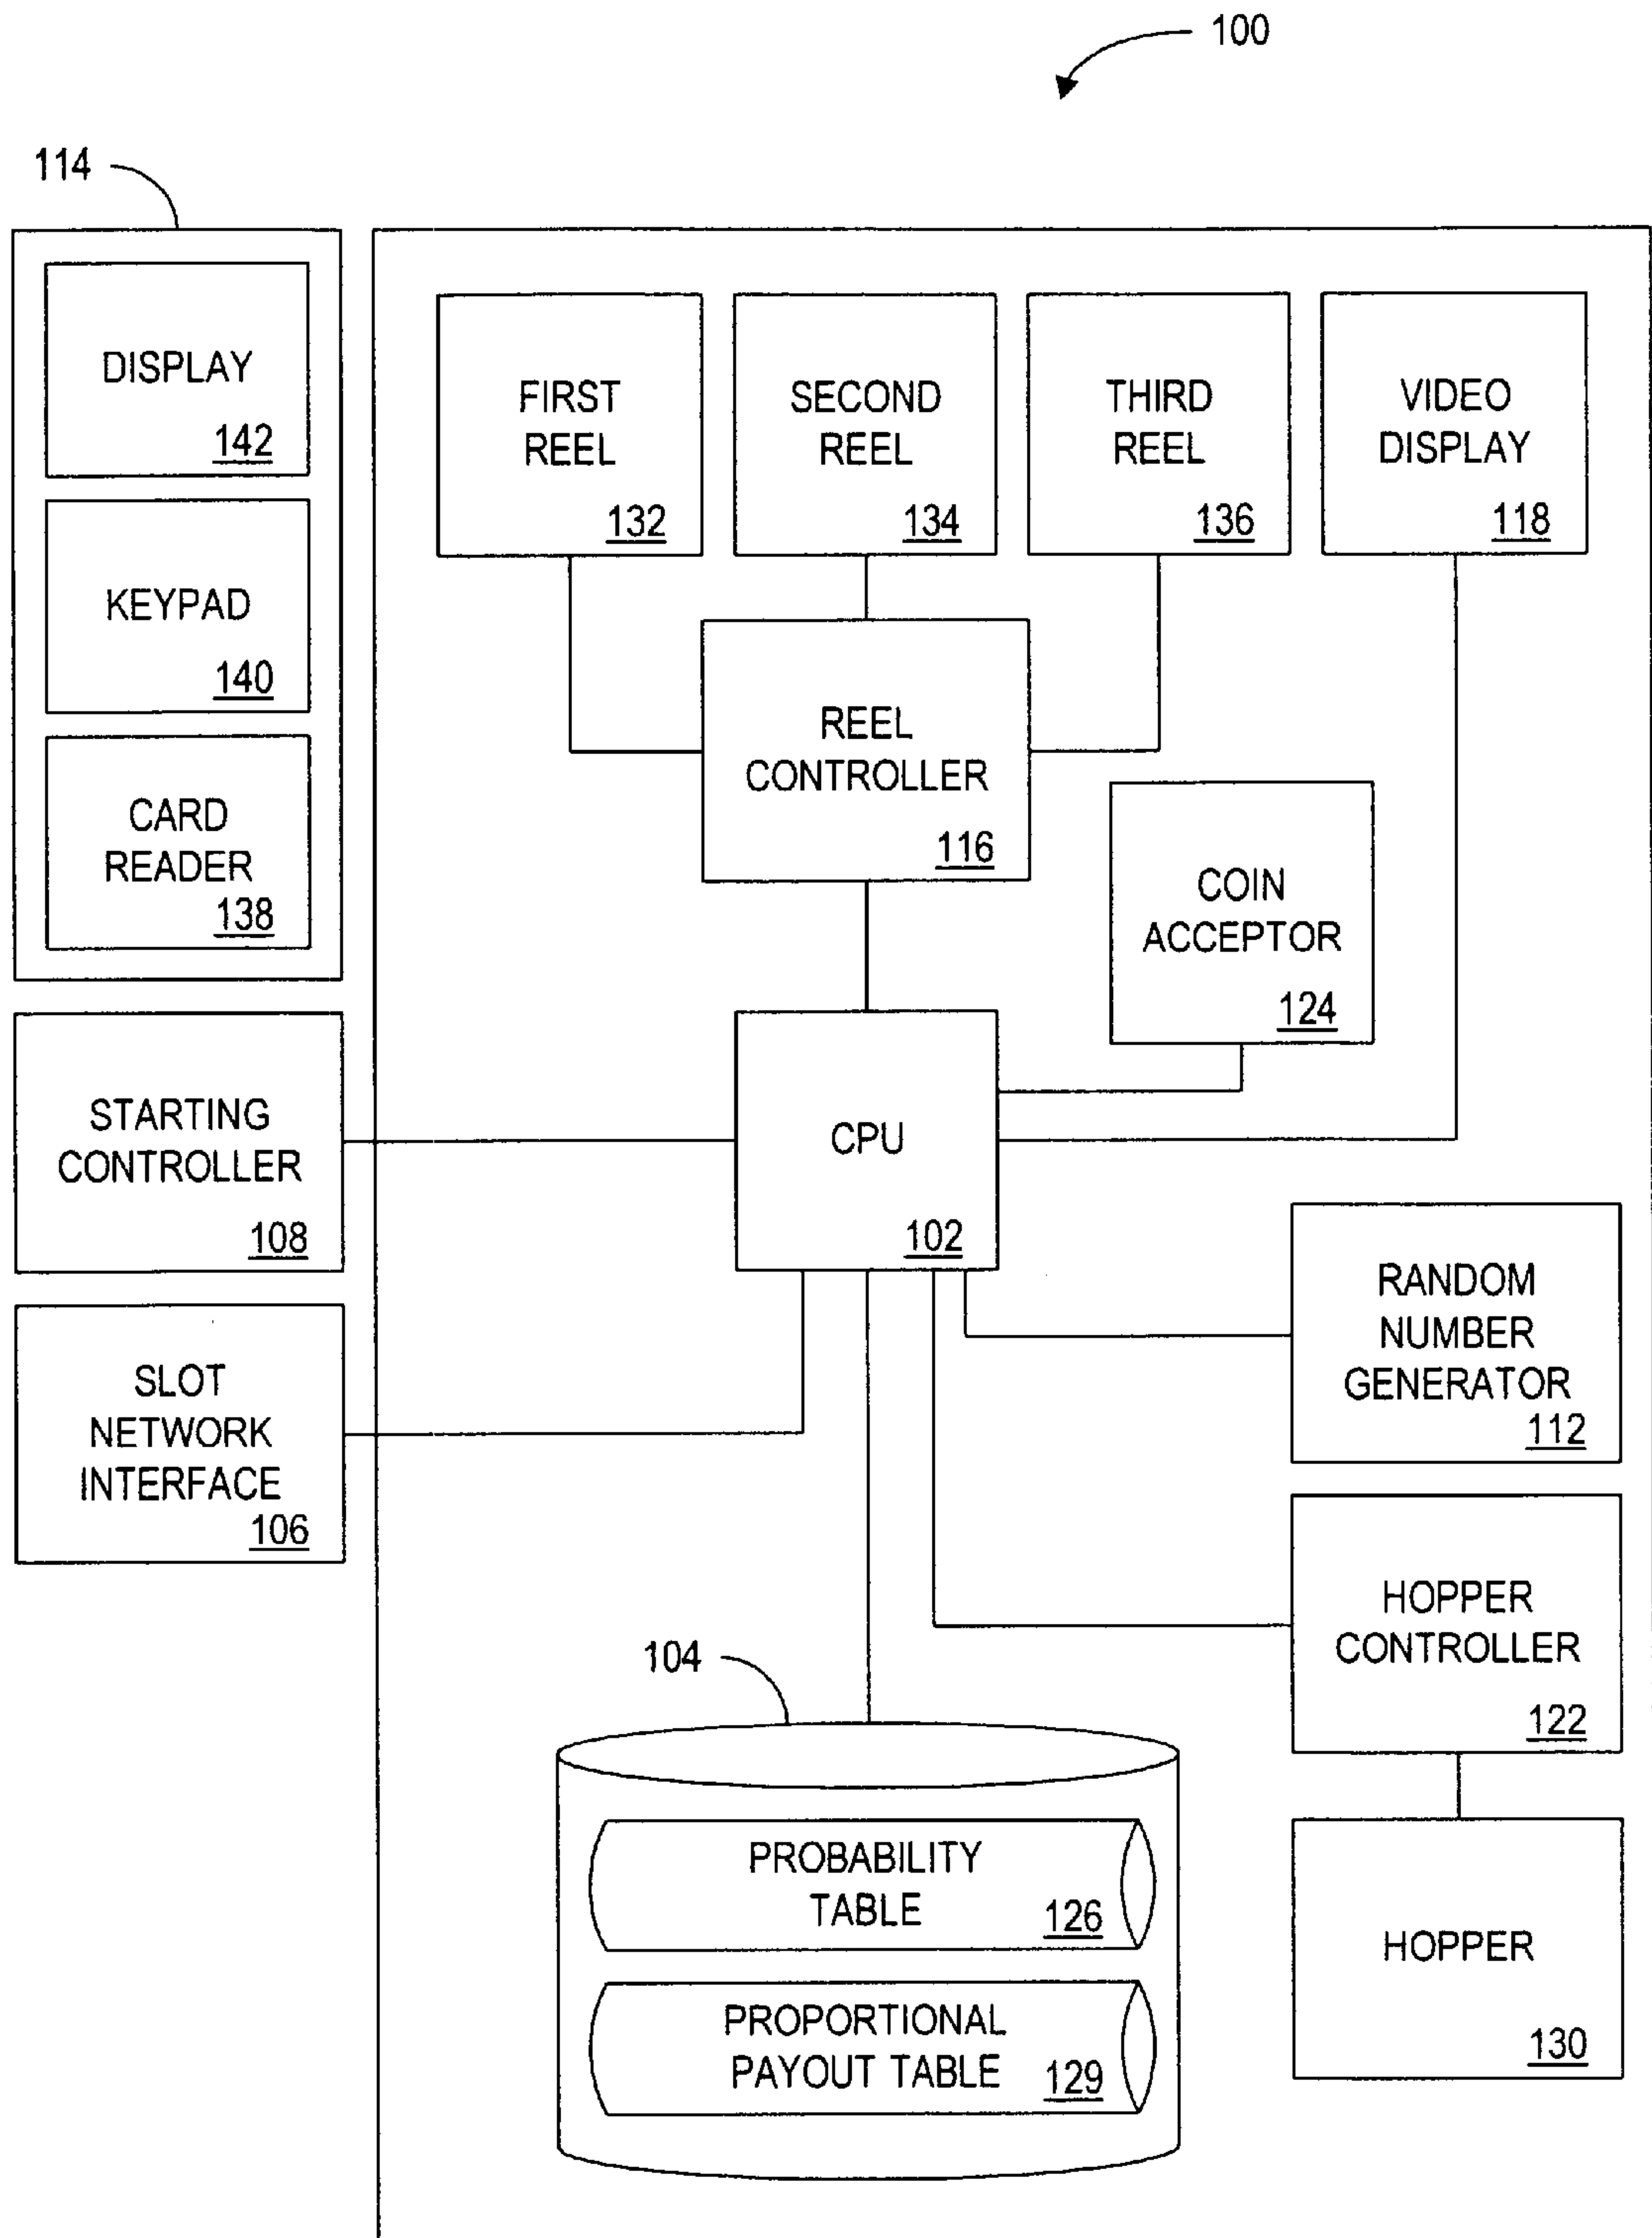 100
114
DISPLAY
142
KEYPAD
140
CARD
READER
138
FIRST
REEL
132
SECOND
REEL
134
THIRD
REEL
136
VIDEO
DISPLAY
118
REEL
CONTROLLER
116
COIN
ACCEPTOR
124
STARTING
CONTROLLER
108
CPU
102
SLOT
NETWORK
INTERFACE
106
RANDOM
NUMBER
GENERATOR
112
HOPPER
CONTROLLER
122
104
PROBABILITY
TABLE
126
PROPORTIONAL
PAYOUT TABLE
129
HOPPER
130